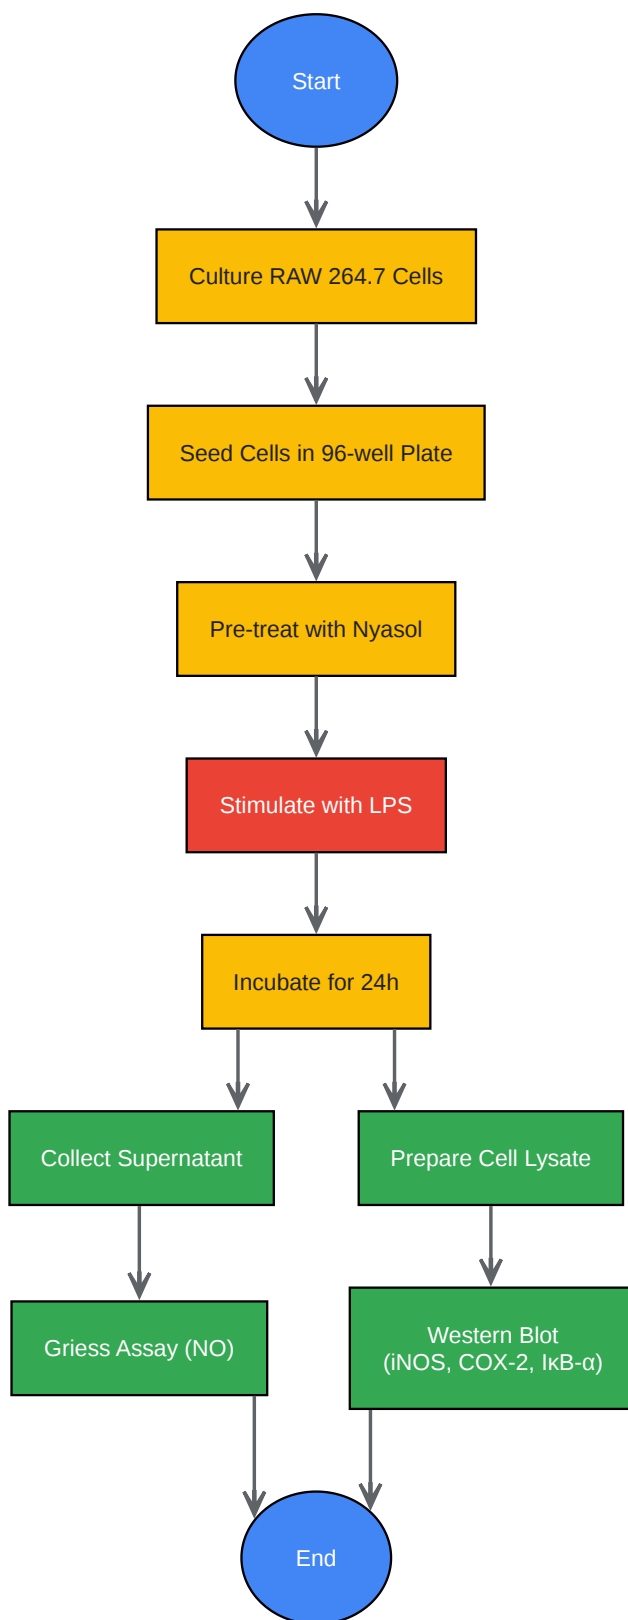 Start
Culture RAW 264.7 Cells
Seed Cells in 96-well Plate
Pre-treat with Nyasol
Stimulate with LPS
Incubate for 24h
Collect Supernatant
Prepare Cell Lysate
Griess Assay (NO)
Western Blot
(iNOS, COX-2, IκB-α)
End